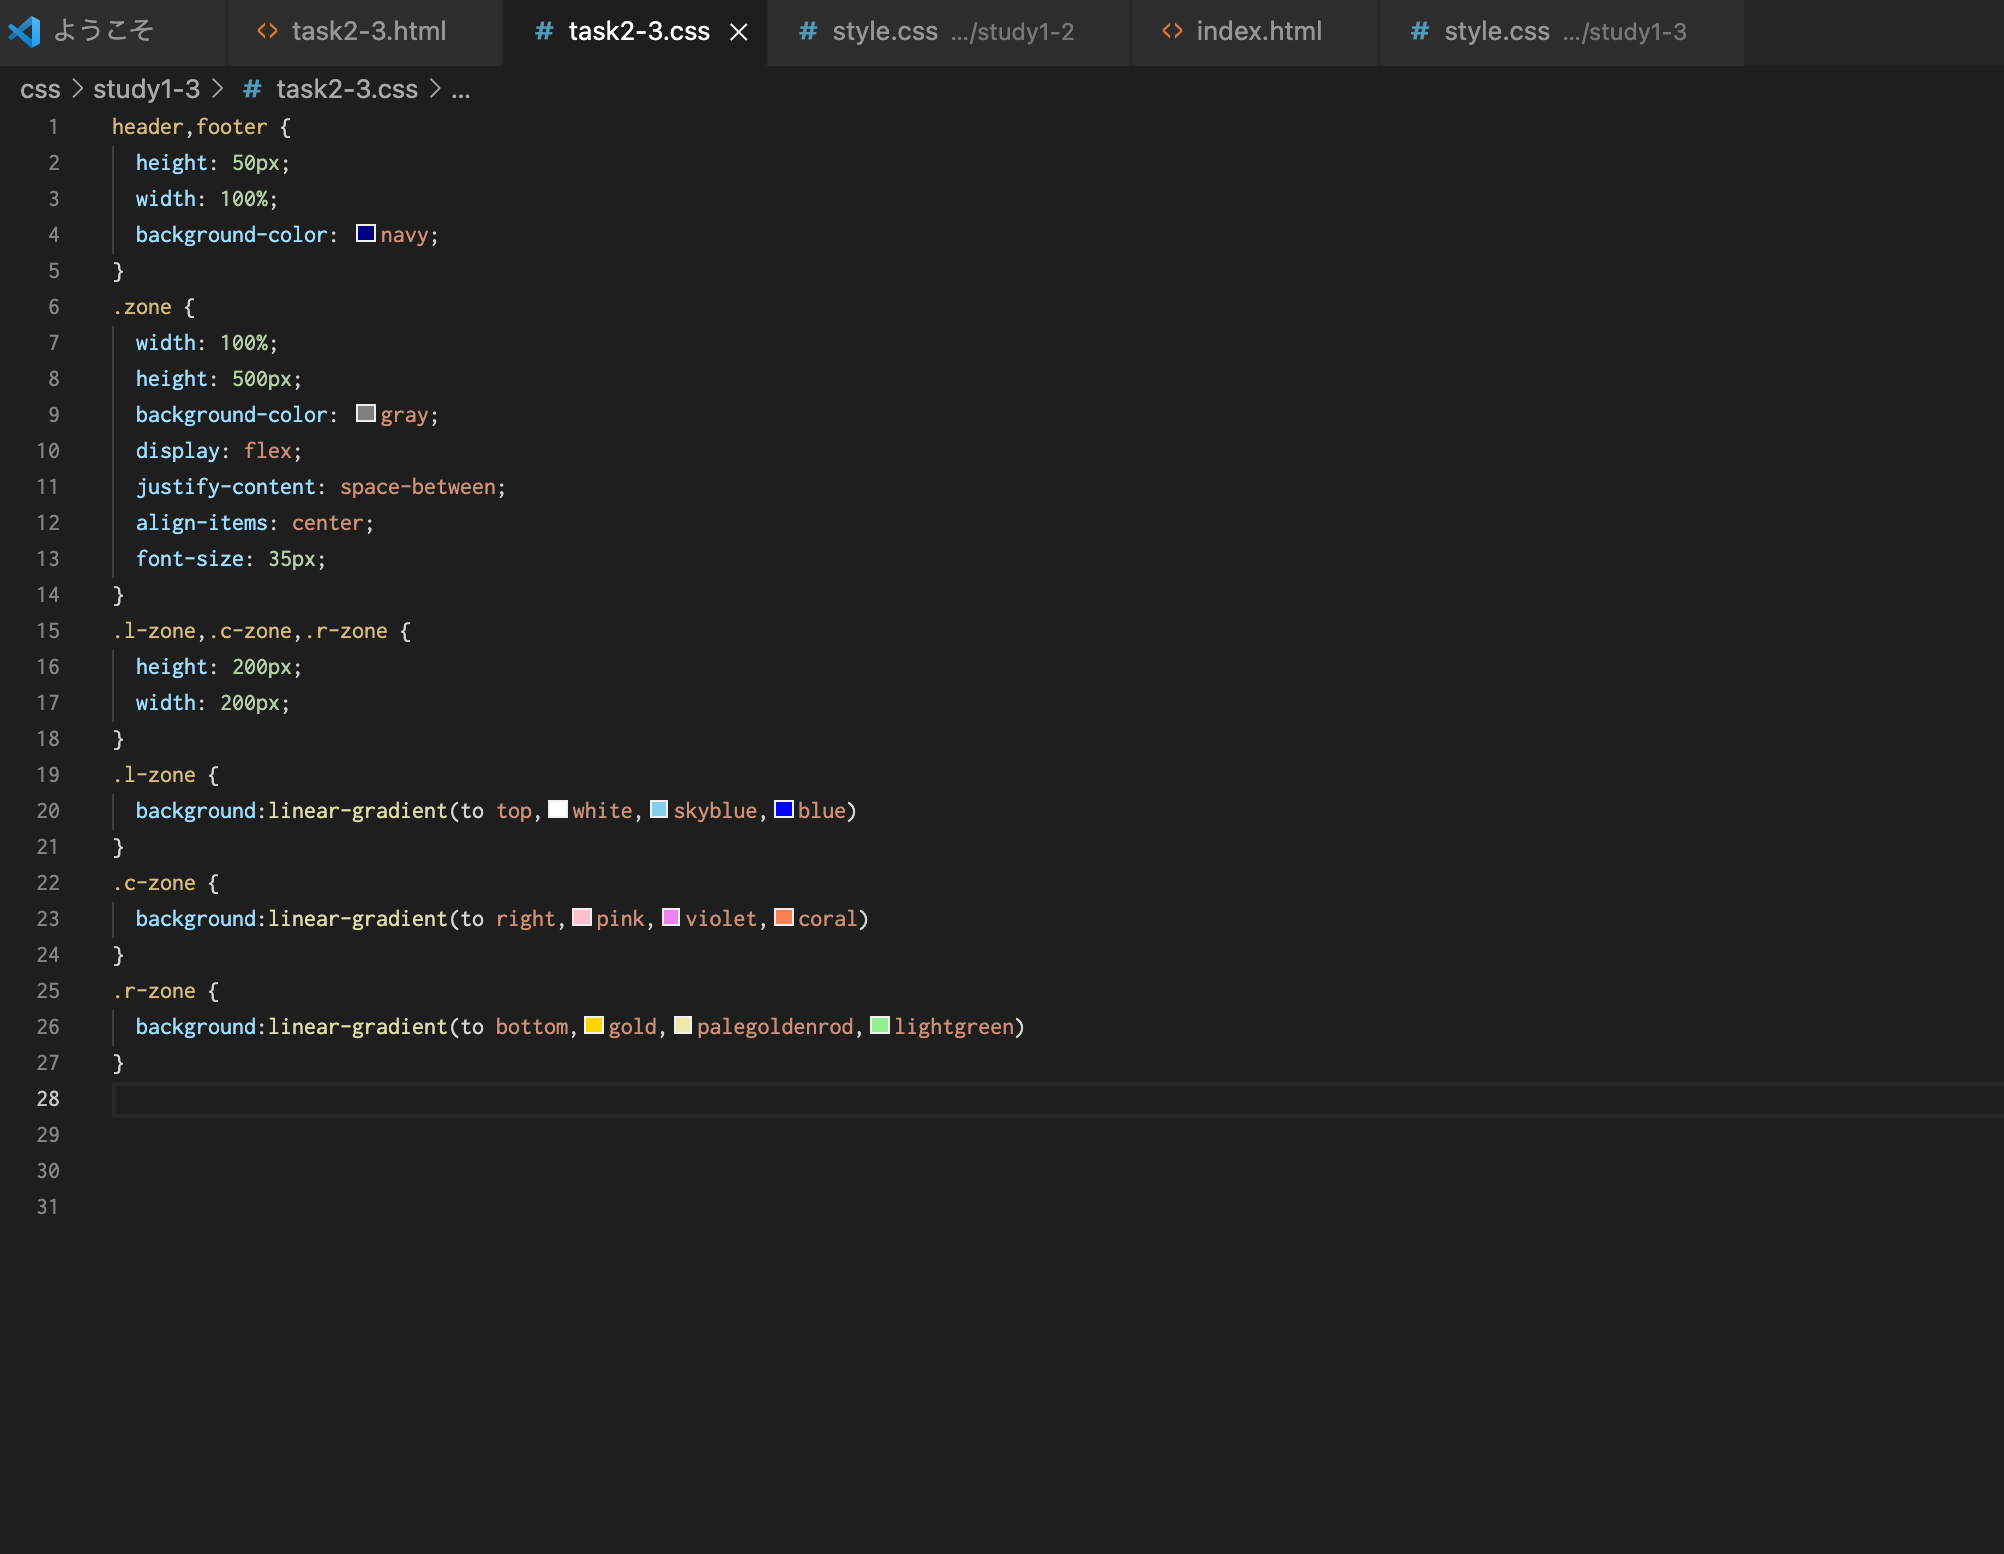 ようこそ task2-3.html task2-3.css style.css .../study1-2 index.html style.css .../study1-3
css > study1-3 > # task2-3.css > ...
1 header,footer {
2 height: 50px;
3 width: 100%;
4 background-color: navy;
5 }
6 .zone {
7 width: 100%;
8 height: 500px;
9 background-color: gray;
10 display: flex;
11 justify-content: space-between;
12 align-items: center;
13 font-size: 35px;
14 }
15 .l-zone,.c-zone,.r-zone {
16 height: 200px;
17 width: 200px;
18 }
19 .l-zone {
20 background:linear-gradient(to top,white,skyblue,blue)
21 }
22 .c-zone {
23 background:linear-gradient(to right,pink,violet,coral)
24 }
25 .r-zone {
26 background:linear-gradient(to bottom,gold,palegoldenrod,lightgreen)
27 }
28
29
30
31